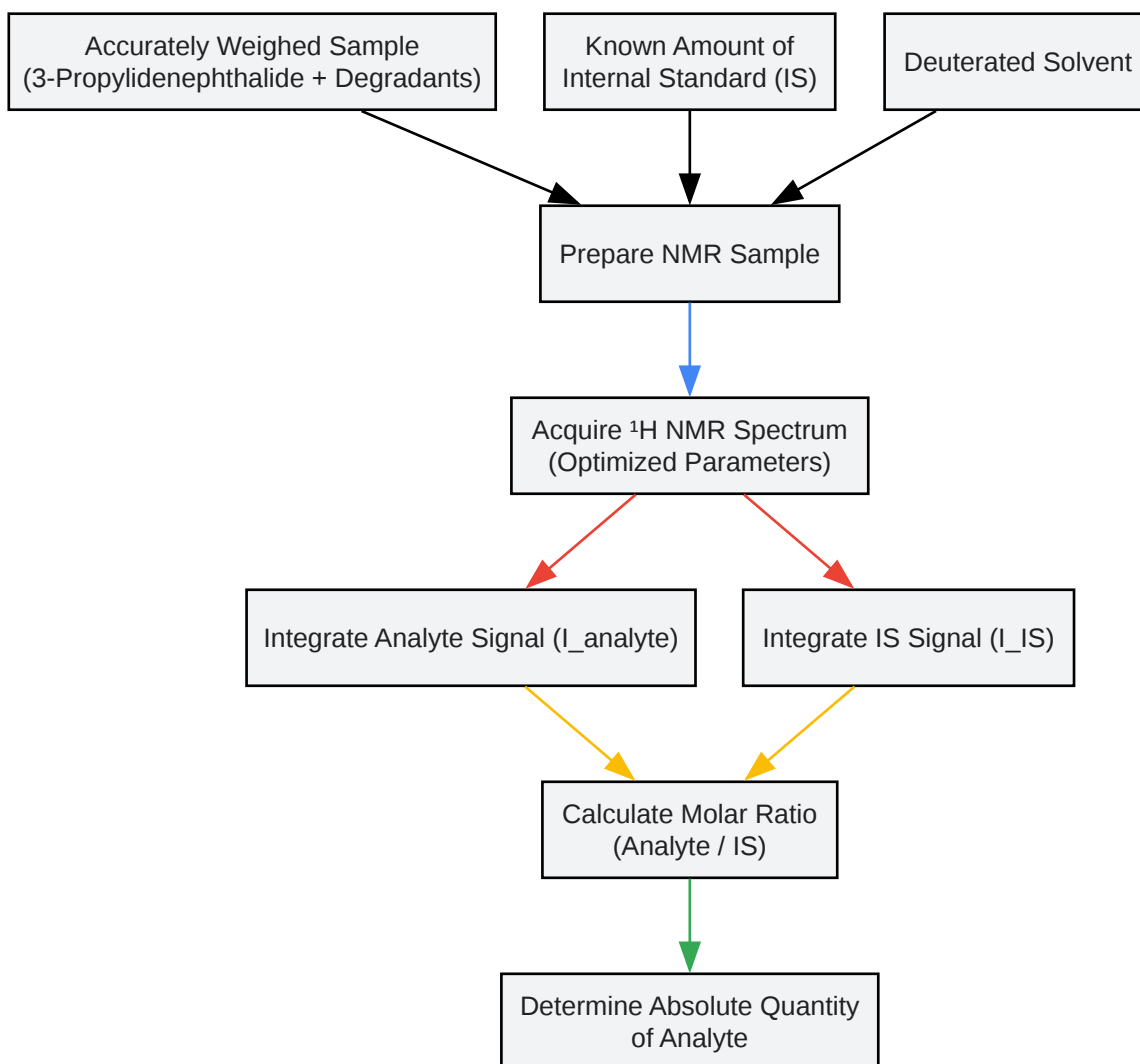 Accurately Weighed Sample
(3-Propylidenephthalide + Degradants)
Known Amount of
Internal Standard (IS)
Deuterated Solvent
Prepare NMR Sample
Acquire ¹H NMR Spectrum
(Optimized Parameters)
Integrate Analyte Signal (I_analyte)
Integrate IS Signal (I_IS)
Calculate Molar Ratio
(Analyte / IS)
Determine Absolute Quantity
of Analyte